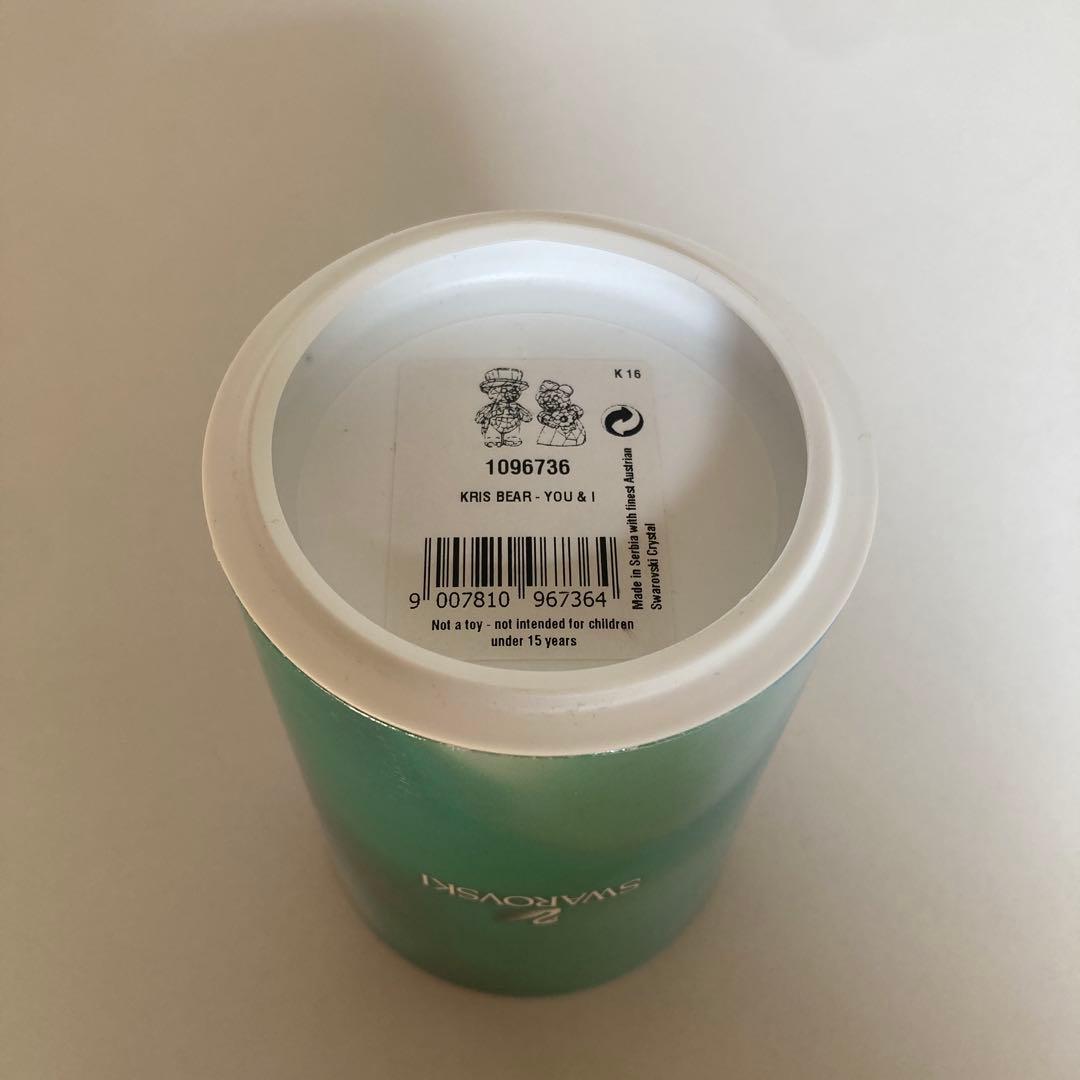 K 16
1096736
KRIS BEAR - YOU & I
Made in Serbia with finest Austrian
Swarovski Crystal
9 007810 967364
Not a toy - not intended for children
under 15 years
SWAROVSKI